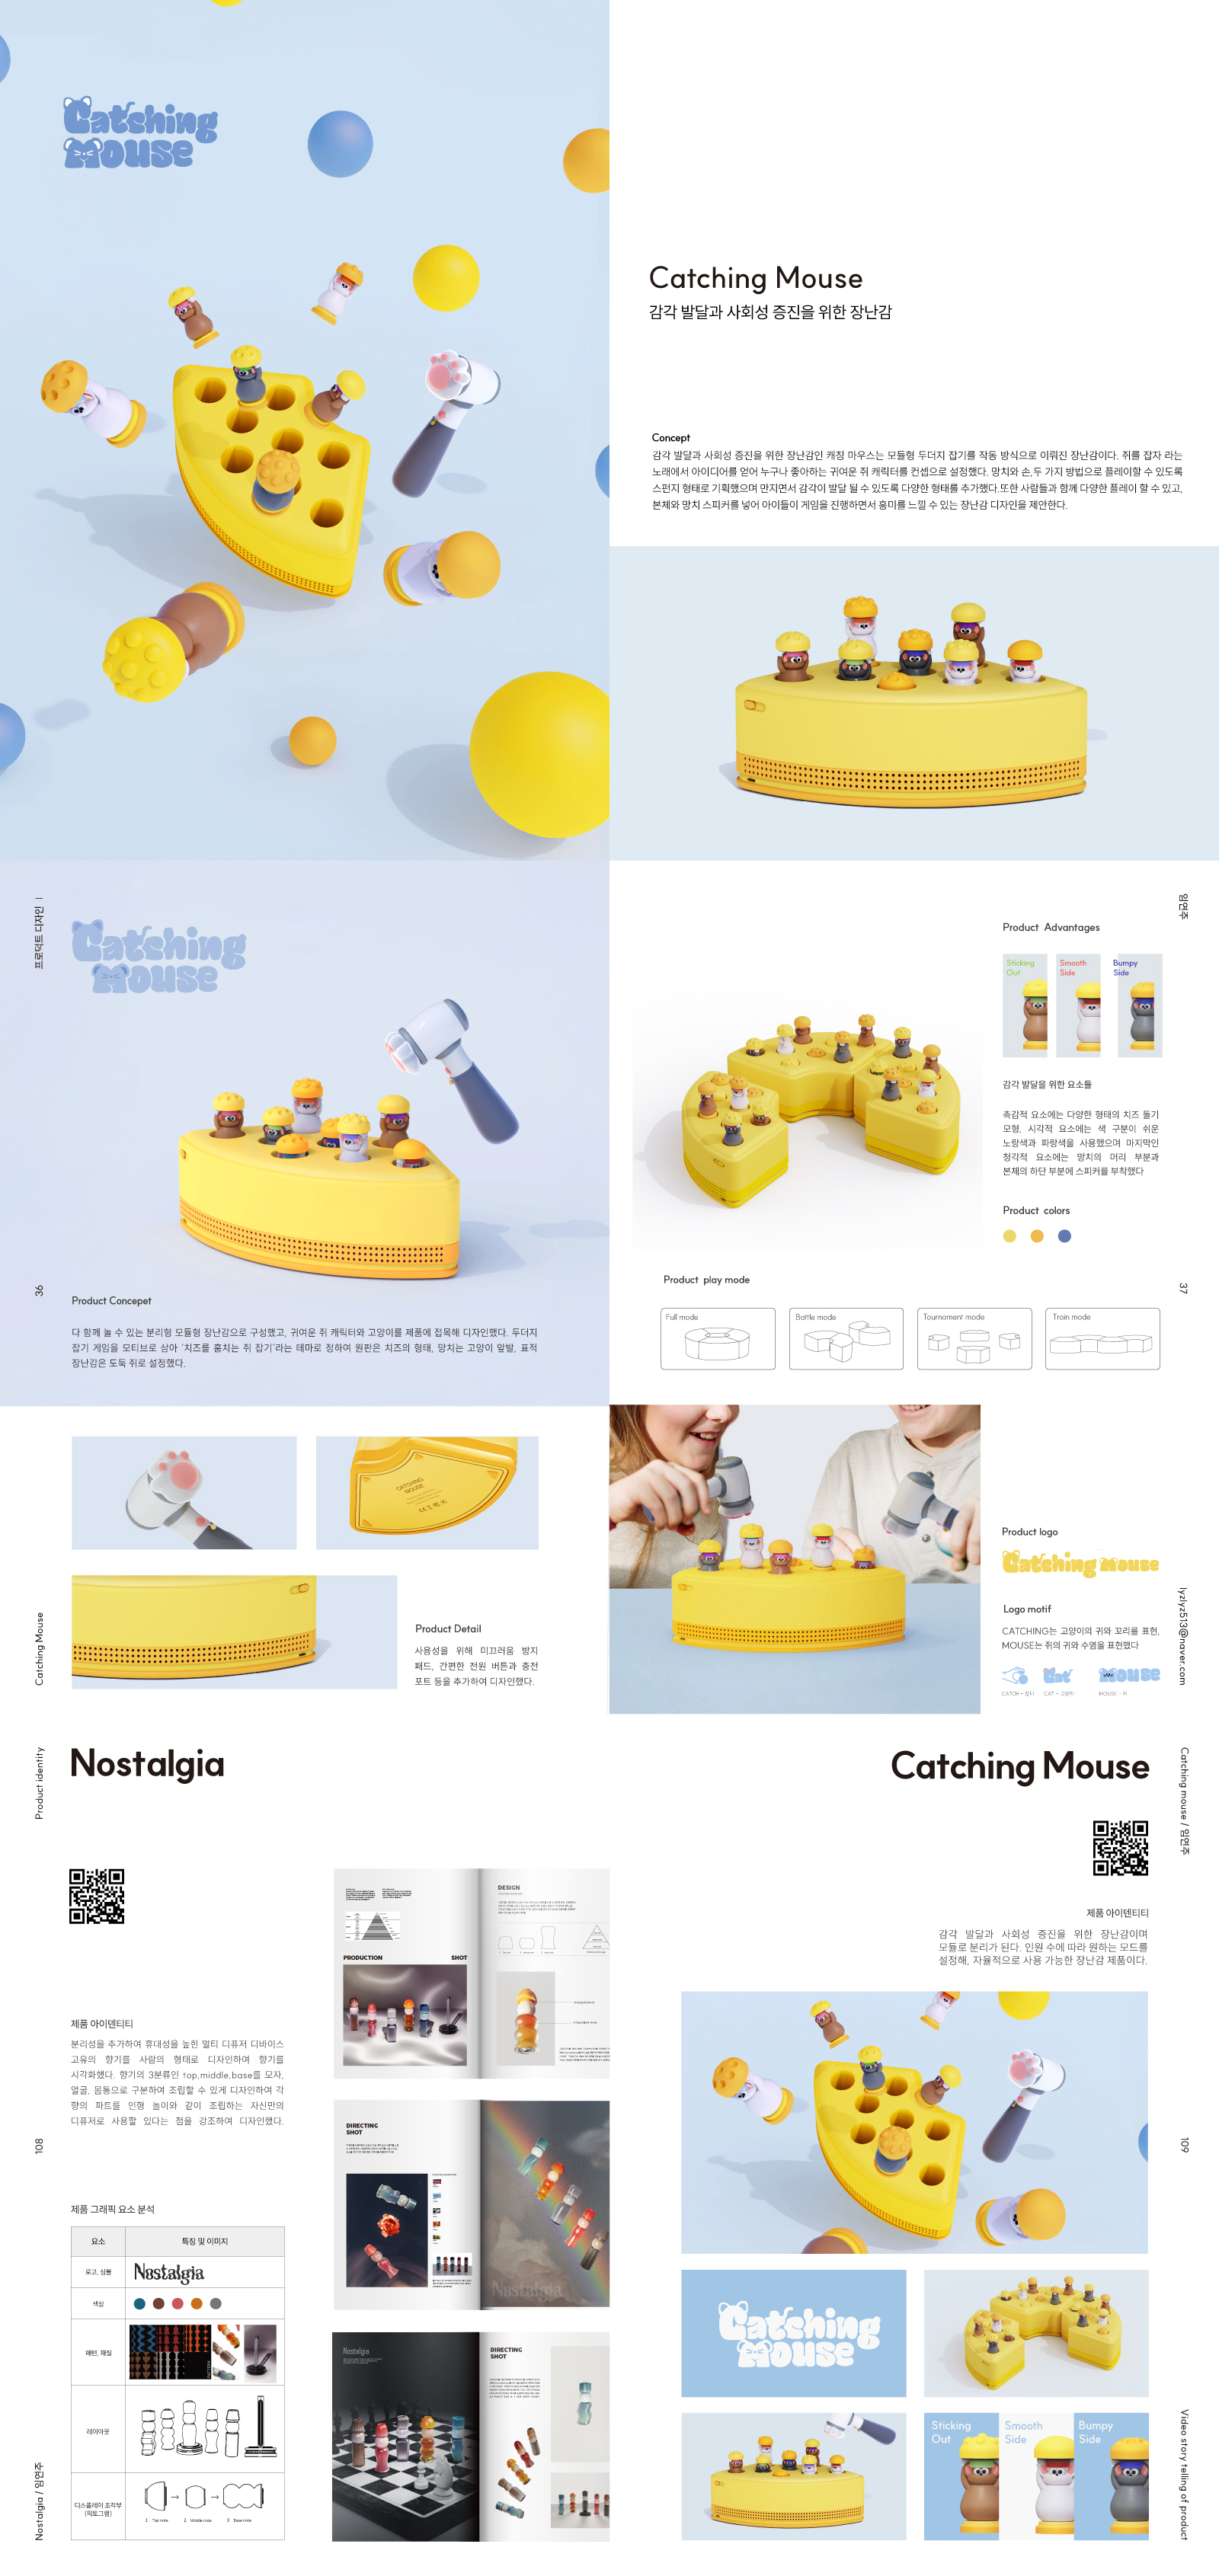 Catching
Mouse
Catching Mouse
감각 발달과 사회성 증진을 위한 장난감
Concept
감각 발달과 사회성 증진을 위한 장난감인 캐칭 마우스는 모듈형 두더지 잡기를 작동 방식으로 이뤄진 장난감이다. 쥐를 잡자 라는
노래에서 아이디어를 얻어 누구나 좋아하는 귀여운 쥐 캐릭터를 컨셉으로 설정했다. 망치와 손,두 가지 방법으로 플레이할 수 있도록
스펀지 형태로 기획했으며 만지면서 감각이 발달 될 수 있도록 다양한 형태를 추가했다.또한 사람들과 함께 다양한 플레이 할 수 있고,
본체와 망치 스피커를 넣어 아이들이 게임을 진행하면서 흥미를 느낄 수 있는 장난감 디자인을 제안한다.
프로덕트 디자인 |
Catching
Mouse
36
Product Concepet
다 함께 놀 수 있는 분리형 모듈형 장난감으로 구성했고, 귀여운 쥐 캐릭터와 고양이를 제품에 접목해 디자인했다. 두더지
잡기 게임을 모티브로 삼아 '치즈를 훔치는 쥐 잡기'라는 테마로 정하여 원판은 치즈의 형태, 망치는 고양이 앞발, 표적
장난감은 도둑 쥐로 설정했다.
임연주
Product Advantages
Sticking
Out
Smooth
Side
Bumpy
Side
감각 발달을 위한 요소들
촉감적 요소에는 다양한 형태의 치즈 돌기
모형, 시각적 요소에는 색 구분이 쉬운
노랑색과 파랑색을 사용했으며 마지막인
청각적 요소에는 망치의 머리 부분과
본체의 하단 부분에 스피커를 부착했다
Product colors
37
Product play mode
Full mode
Battle mode
Tournament mode
Train mode
CATCHING
MOUSE
Catching Mouse
Product Detail
사용성을 위해 미끄러움 방지
패드, 간편한 전원 버튼과 충전
포트 등을 추가하여 디자인했다.
Product logo
Catching Mouse
Logo motif
CATCHING는 고양이의 귀와 꼬리를 표현,
MOUSE는 쥐의 귀와 수염을 표현했다
Cat
Mouse
CATCH - 잡다
CAT - 고양이
MOUSE - 쥐
lyzlyz513@naver.com
Product identity
Nostalgia
제품 아이덴티티
분리성을 추가하여 휴대성을 높힌 멀티 디퓨저 디바이스
고유의 향기를 사람의 형태로 디자인하여 향기를
시각화했다. 향기의 3분류인 top,middle,base를 모자,
얼굴, 몸통으로 구분하여 조립할 수 있게 디자인하여 각
향의 파트를 인형 놀이와 같이 조립하는 자신만의
디퓨저로 사용할 있다는 점을 강조하여 디자인했다.
108
제품 그래픽 요소 분석
요소
특징 및 이미지
로고, 심볼
Nostalgia
색상
패턴, 재질
레이아웃
디스플레이 조작부
(픽토그램)
1 Top note
2 Middle note
3 Base note
Nostalgia / 임연주
DESIGN
PRODUCTION
SHOT
DIRECTING
SHOT
Nostalgia
Nostalgia
DIRECTING
SHOT
Catching Mouse
Catching mouse / 임연주
제품 아이덴티티
감각 발달과 사회성 증진을 위한 장난감이며
모듈로 분리가 된다. 인원 수에 따라 원하는 모드를
설정해, 자율적으로 사용 가능한 장난감 제품이다.
109
Catching
Mouse
Sticking
Out
Smooth
Side
Bumpy
Side
Video story telling of product